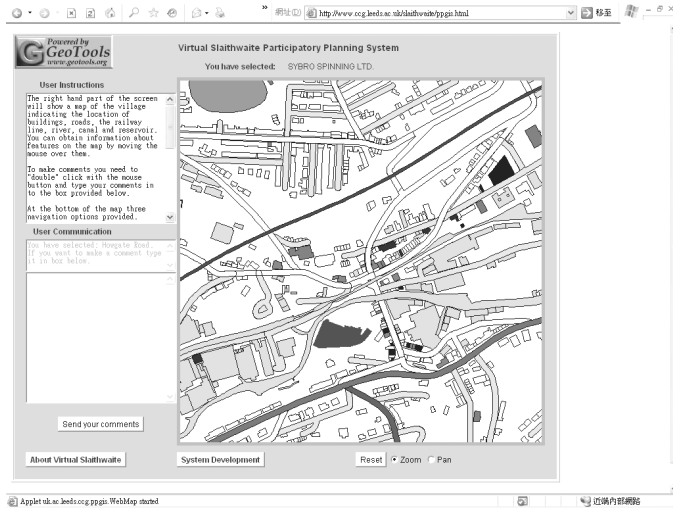 網址(D) http://www.ccg.leeds.ac.uk/slaithwaite/ppgis.html 移至
Powered by
GeoTools
www.geotools.org
Virtual Slaithwaite Participatory Planning System
You have selected: SYBRO SPINNING LTD.
User Instructions
The right hand part of the screen
will show a map of the village
indicating the location of
buildings, roads, the railway
line, river, canal and reservoir.
You can obtain information about
features on the map by moving the
mouse over them.
To make comments you need to
"double" click with the mouse
button and type your comments in
to the box provided below.
At the bottom of the map three
navigation options provided.
User Communication
You have selected: Howgate Road.
If you want to make a comment type
it in box below.
Send your comments
About Virtual Slaithwaite
System Development
Reset Zoom Pan
Applet uk.ac.leeds.ccg.ppgis.WebMap started
近端內部網路